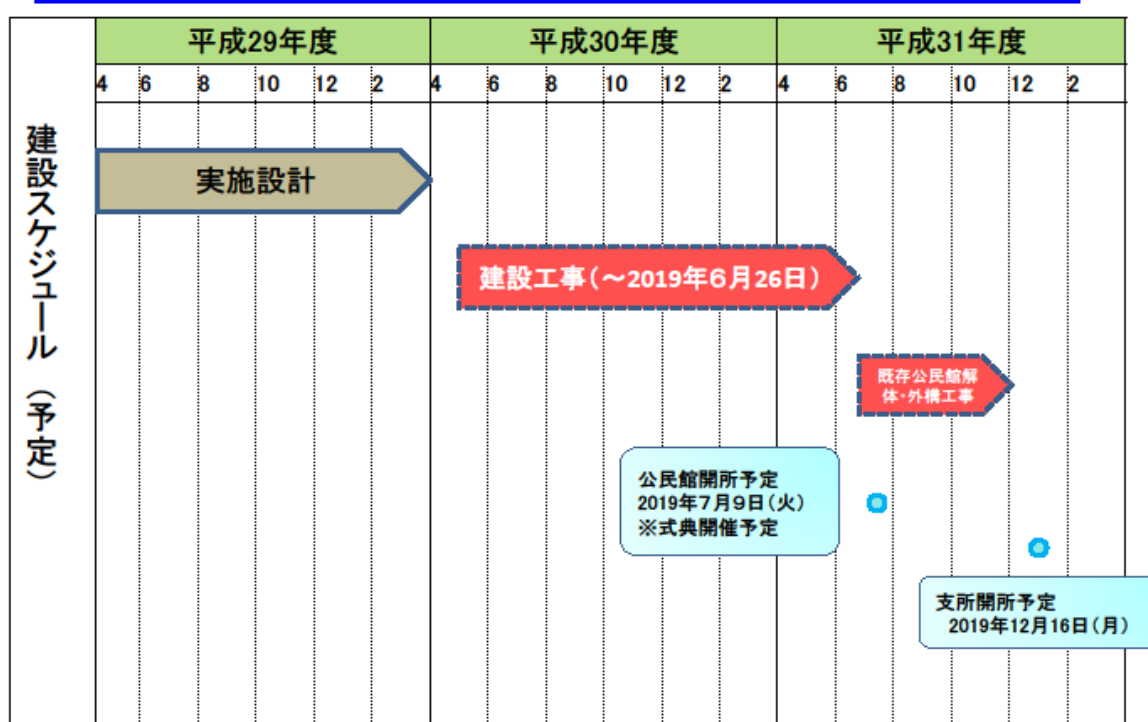 平成29年度 平成30年度 平成31年度
4 6 8 10 12 2 4 6 8 10 12 2 4 6 8 10 12 2
建設スケジュール（予定）
実施設計
建設工事（～2019年６月26日）
既存公民館解
体・外構工事
公民館開所予定
2019年７月９日（火）
※式典開催予定
支所開所予定
2019年12月16日（月）